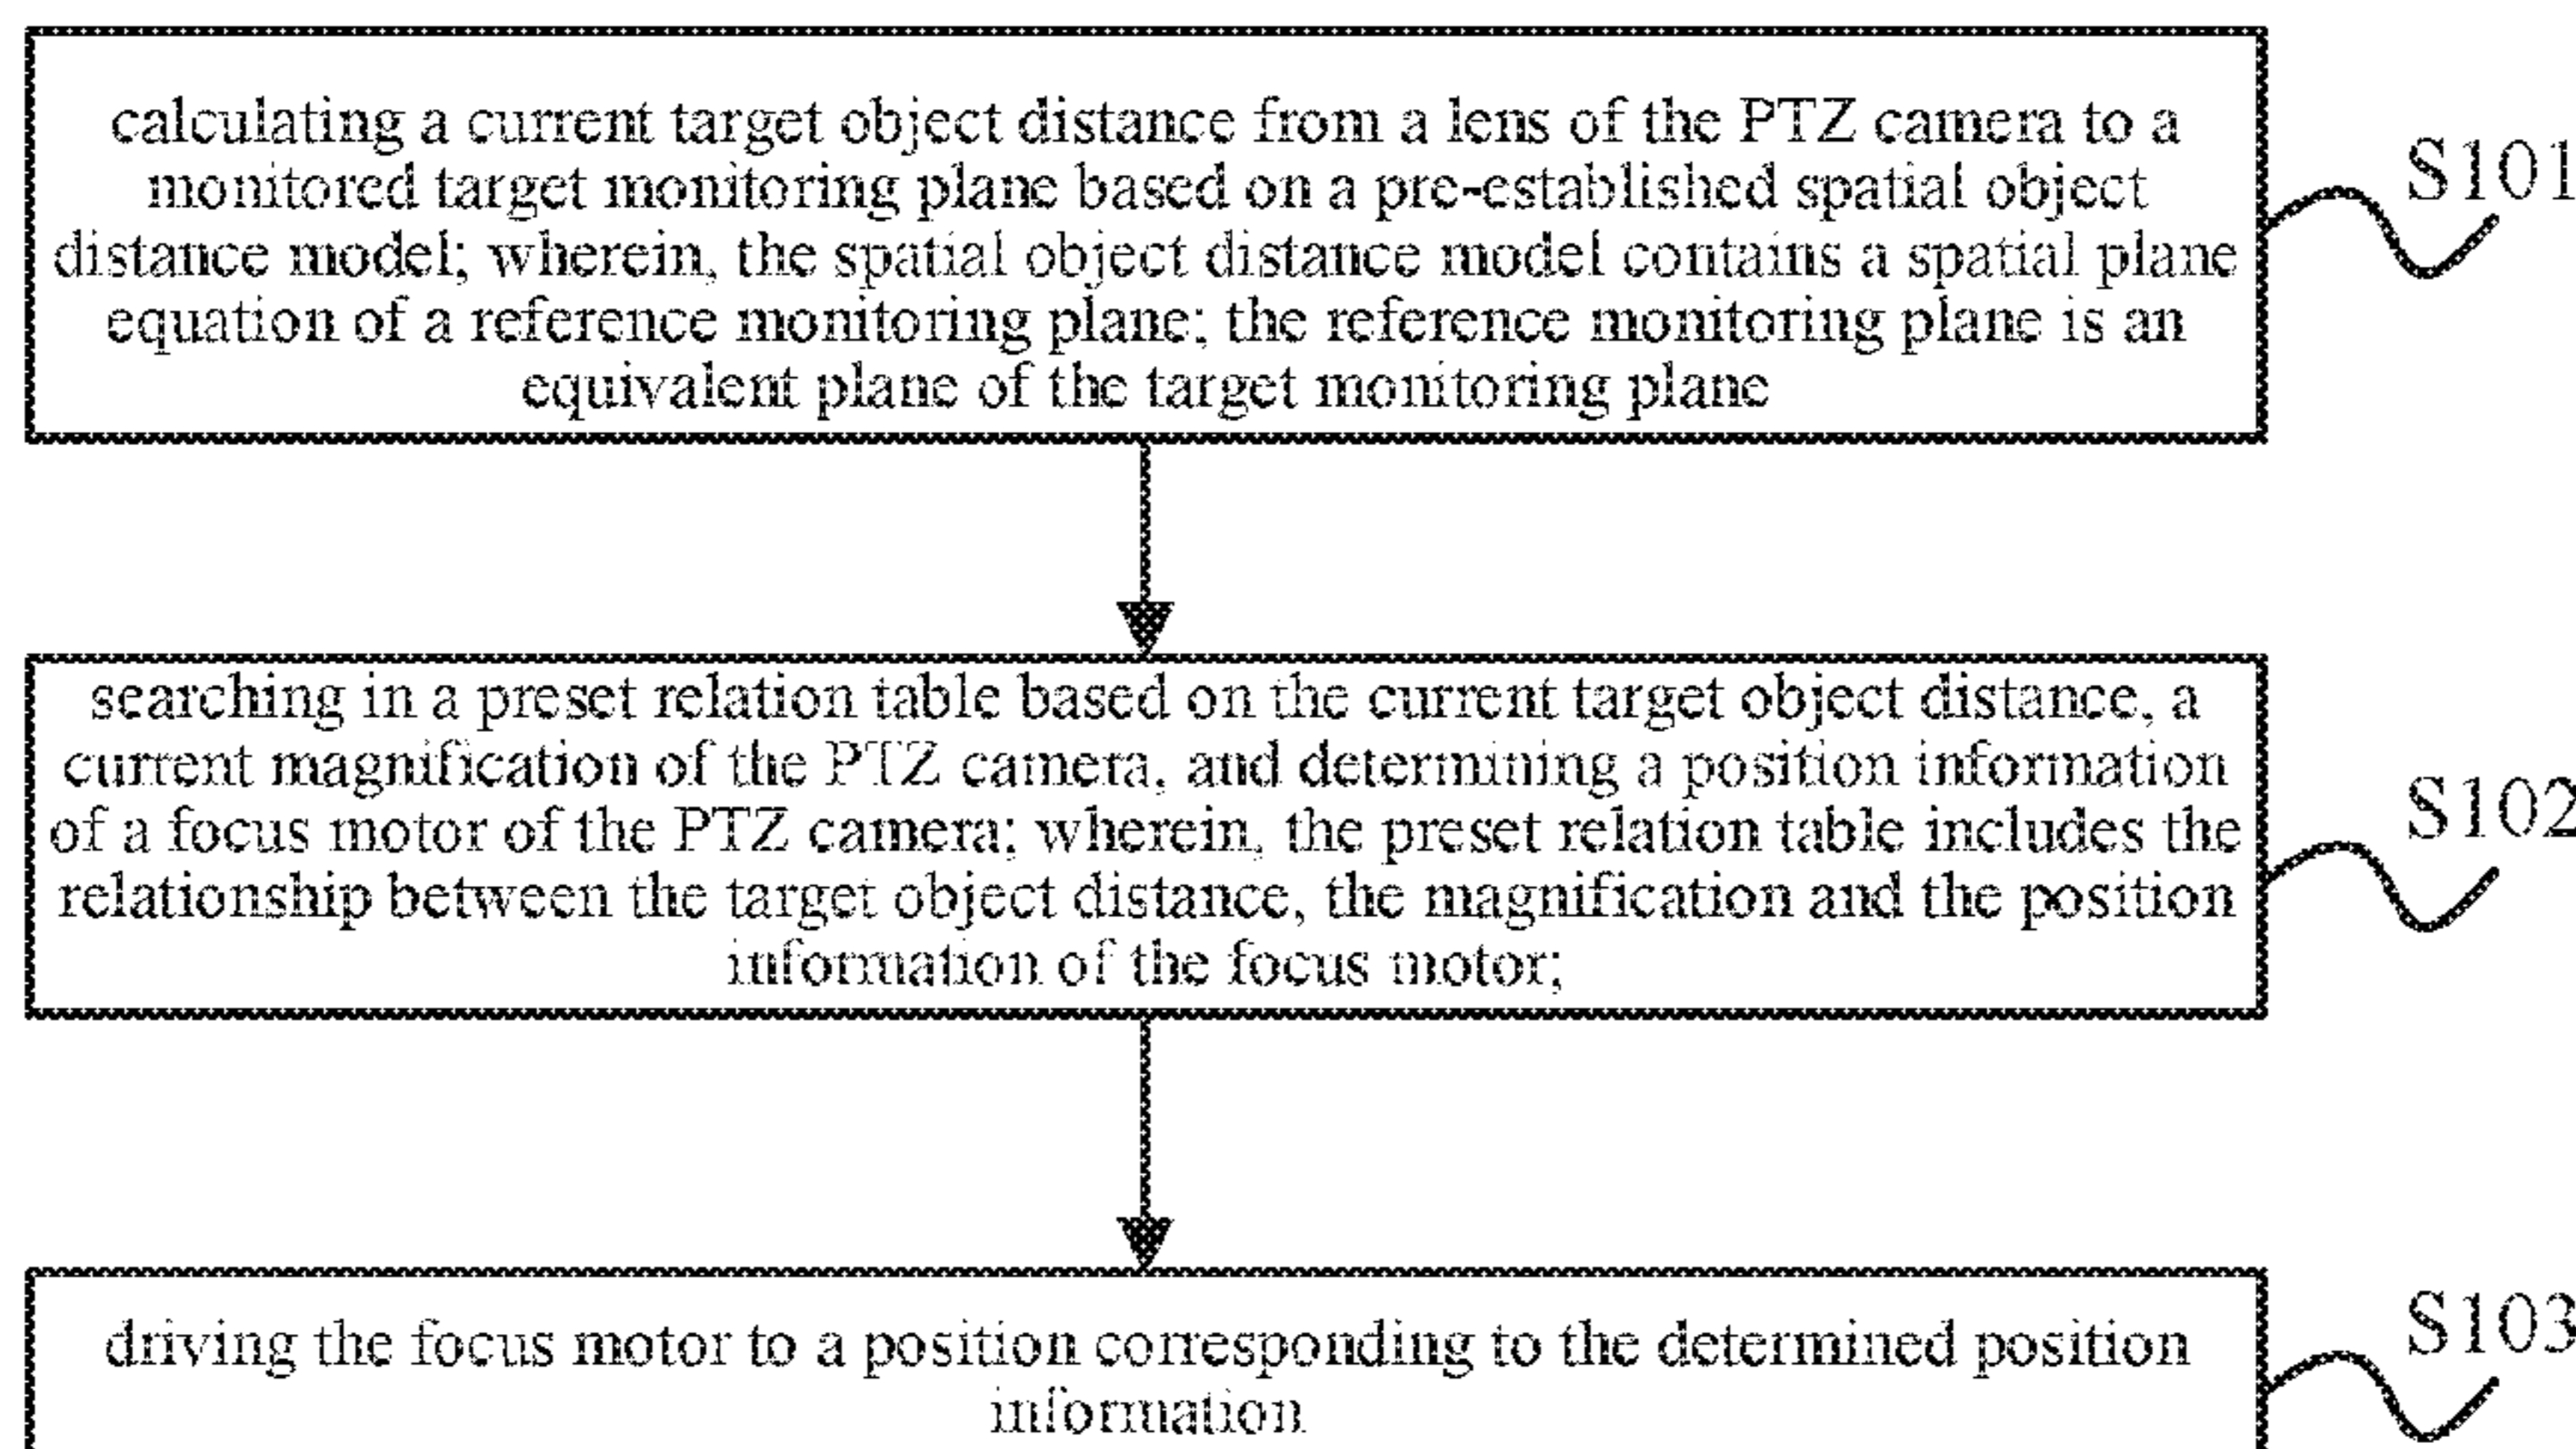 calculating a current target object distance from a lens of the PTZ camera to a
monitored target monitoring plane based on a pre-established spatial object
distance model; wherein, the spatial object distance model contains a spatial plane
equation of a reference monitoring plane; the reference monitoring plane is an
equivalent plane of the target monitoring plane
S101
searching in a preset relation table based on the current target object distance, a
current magnification of the PTZ camera, and determining a position information
of a focus motor of the PTZ camera; wherein, the preset relation table includes the
relationship between the target object distance, the magnification and the position
information of the focus motor;
S102
driving the focus motor to a position corresponding to the determined position
information
S103